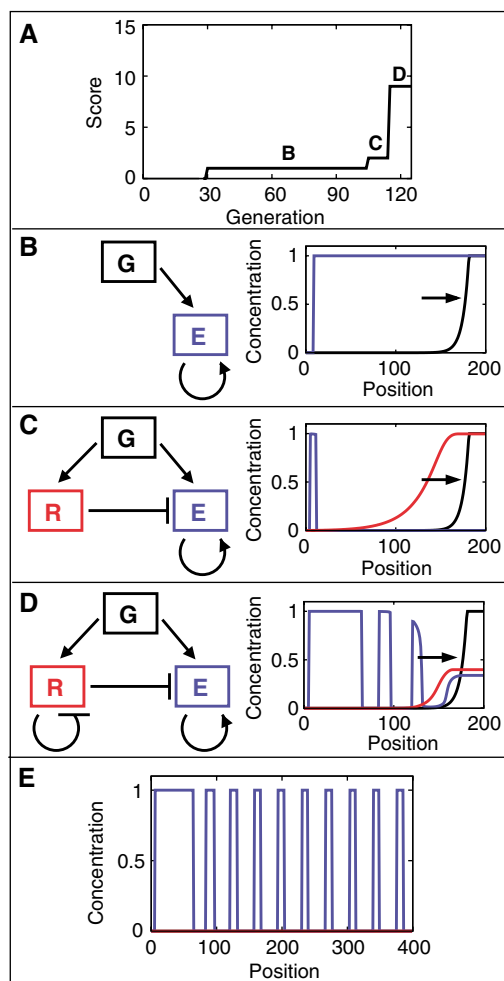 A
15
10
5
0
Score
B
C
D
0 30 60 90 120
Generation
B
G
E
1
0.5
0
Concentration
0 100 200
Position
C
G
R
E
1
0.5
0
Concentration
0 100 200
Position
D
G
R
E
1
0.5
0
Concentration
0 100 200
Position
E
1
0.5
0
Concentration
0 100 200 300 400
Position